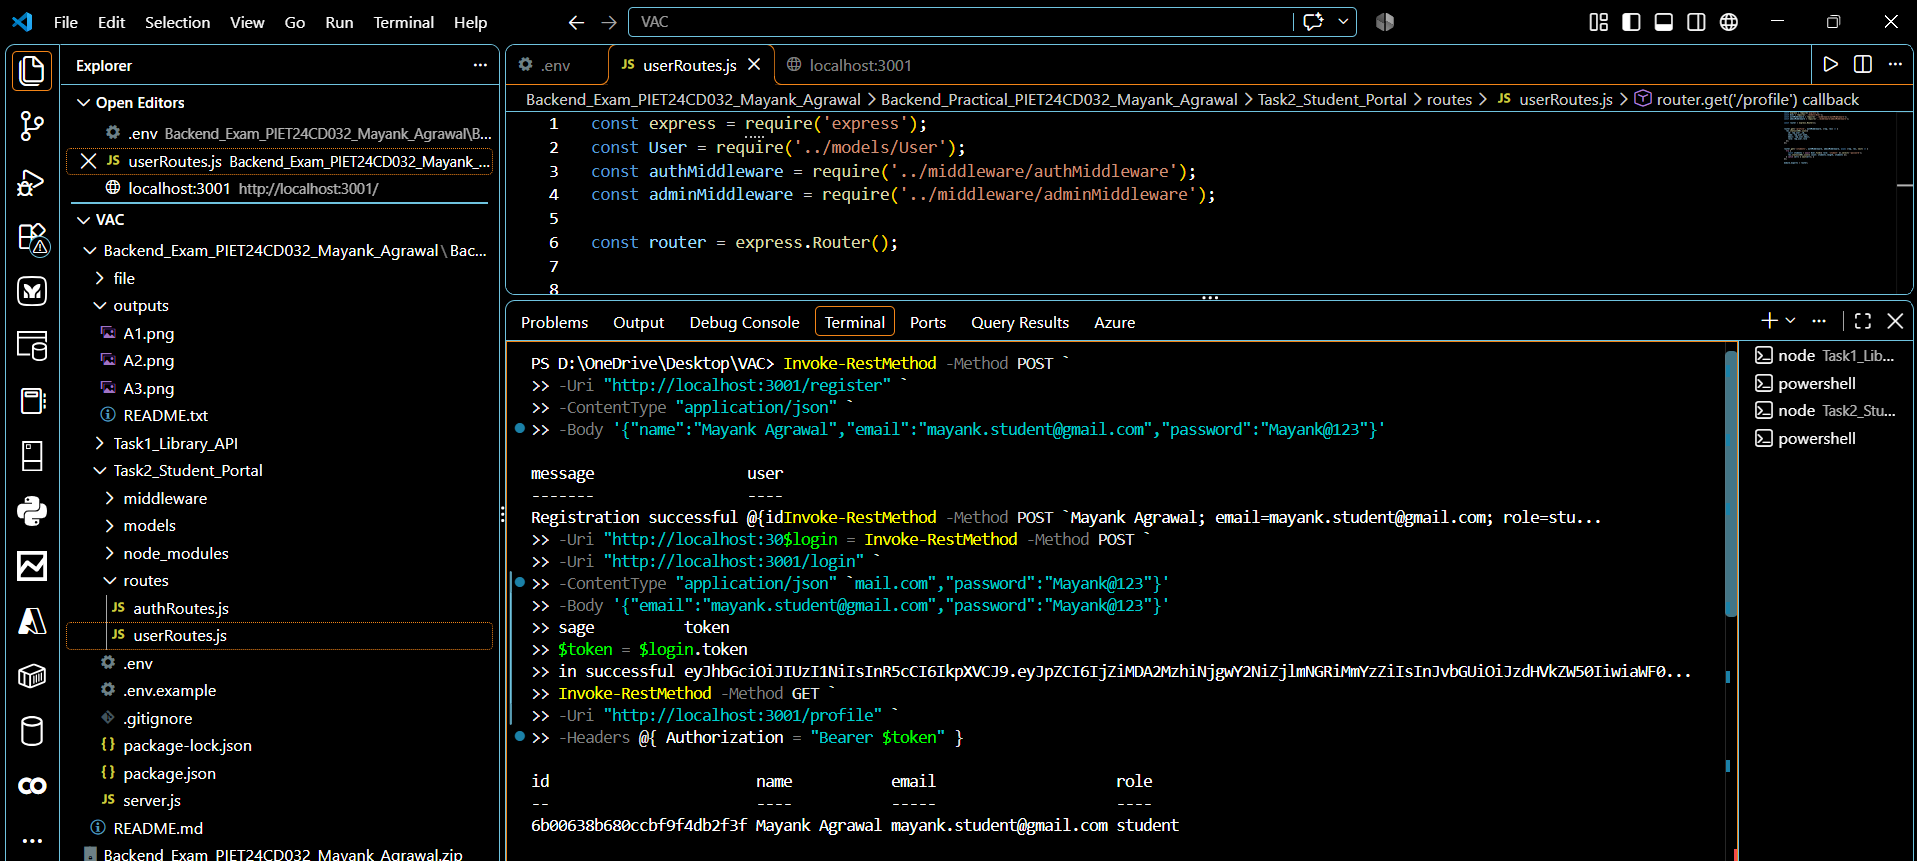 File Edit Selection View Go Run Terminal Help
VAC
Explorer
Open Editors
.env Backend_Exam_PIET24CD032_Mayank_Agrawal\B...
JS userRoutes.js Backend_Exam_PIET24CD032_Mayank_...
localhost:3001 http://localhost:3001/
VAC
Backend_Exam_PIET24CD032_Mayank_Agrawal\Bac...
file
outputs
A1.png
A2.png
A3.png
README.txt
Task1_Library_API
Task2_Student_Portal
middleware
models
node_modules
routes
JS authRoutes.js
JS userRoutes.js
.env
.env.example
.gitignore
{} package-lock.json
{} package.json
JS server.js
README.md
Backend_Exam_PIET24CD032_Mayank_Agrawal.zip
.env
JS userRoutes.js
localhost:3001
Backend_Exam_PIET24CD032_Mayank_Agrawal > Backend_Practical_PIET24CD032_Mayank_Agrawal > Task2_Student_Portal > routes > JS userRoutes.js > router.get('/profile') callback
1 const express = require('express');
2 const User = require('../models/User');
3 const authMiddleware = require('../middleware/authMiddleware');
4 const adminMiddleware = require('../middleware/adminMiddleware');
5
6 const router = express.Router();
7
8
Problems Output Debug Console Terminal Ports Query Results Azure
PS D:\OneDrive\Desktop\VAC> Invoke-RestMethod -Method POST `
>> -Uri "http://localhost:3001/register" `
>> -ContentType "application/json" `
>> -Body '{"name":"Mayank Agrawal","email":"mayank.student@gmail.com","password":"Mayank@123"}'
message user
------- ----
Registration successful @{idInvoke-RestMethod -Method POST `Mayank Agrawal; email=mayank.student@gmail.com; role=stu...
>> -Uri "http://localhost:30$login = Invoke-RestMethod -Method POST `
>> -Uri "http://localhost:3001/login" `
>> -ContentType "application/json" `mail.com","password":"Mayank@123"}'
>> -Body '{"email":"mayank.student@gmail.com","password":"Mayank@123"}'
>> sage token
>> $token = $login.token
>> in successful eyJhbGciOiJIUzI1NiIsInR5cCI6IkpXVCJ9.eyJpZCI6IjZiMDA2MzhiNjgwY2NiZjlmNGRiMmYzZiIsInJvbGUiOiJzdHVkZW50IiwiaWF0...
>> Invoke-RestMethod -Method GET `
>> -Uri "http://localhost:3001/profile" `
>> -Headers @{ Authorization = "Bearer $token" }
id name email role
-- ---- ----- ----
6b00638b680ccbf9f4db2f3f Mayank Agrawal mayank.student@gmail.com student
node Task1_Lib...
powershell
node Task2_Stu...
powershell